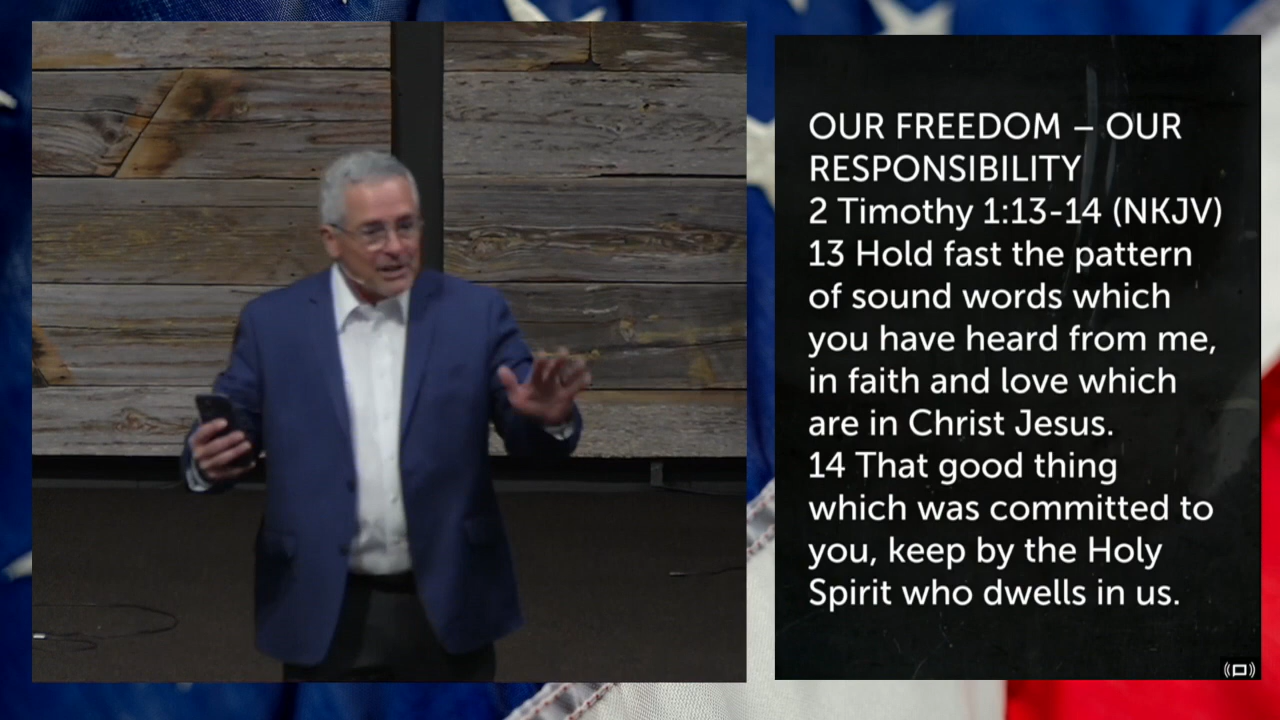 OUR FREEDOM – OUR
RESPONSIBILITY
2 Timothy 1:13-14 (NKJV)
13 Hold fast the pattern
of sound words which
you have heard from me,
in faith and love which
are in Christ Jesus.
14 That good thing
which was committed to
you, keep by the Holy
Spirit who dwells in us.